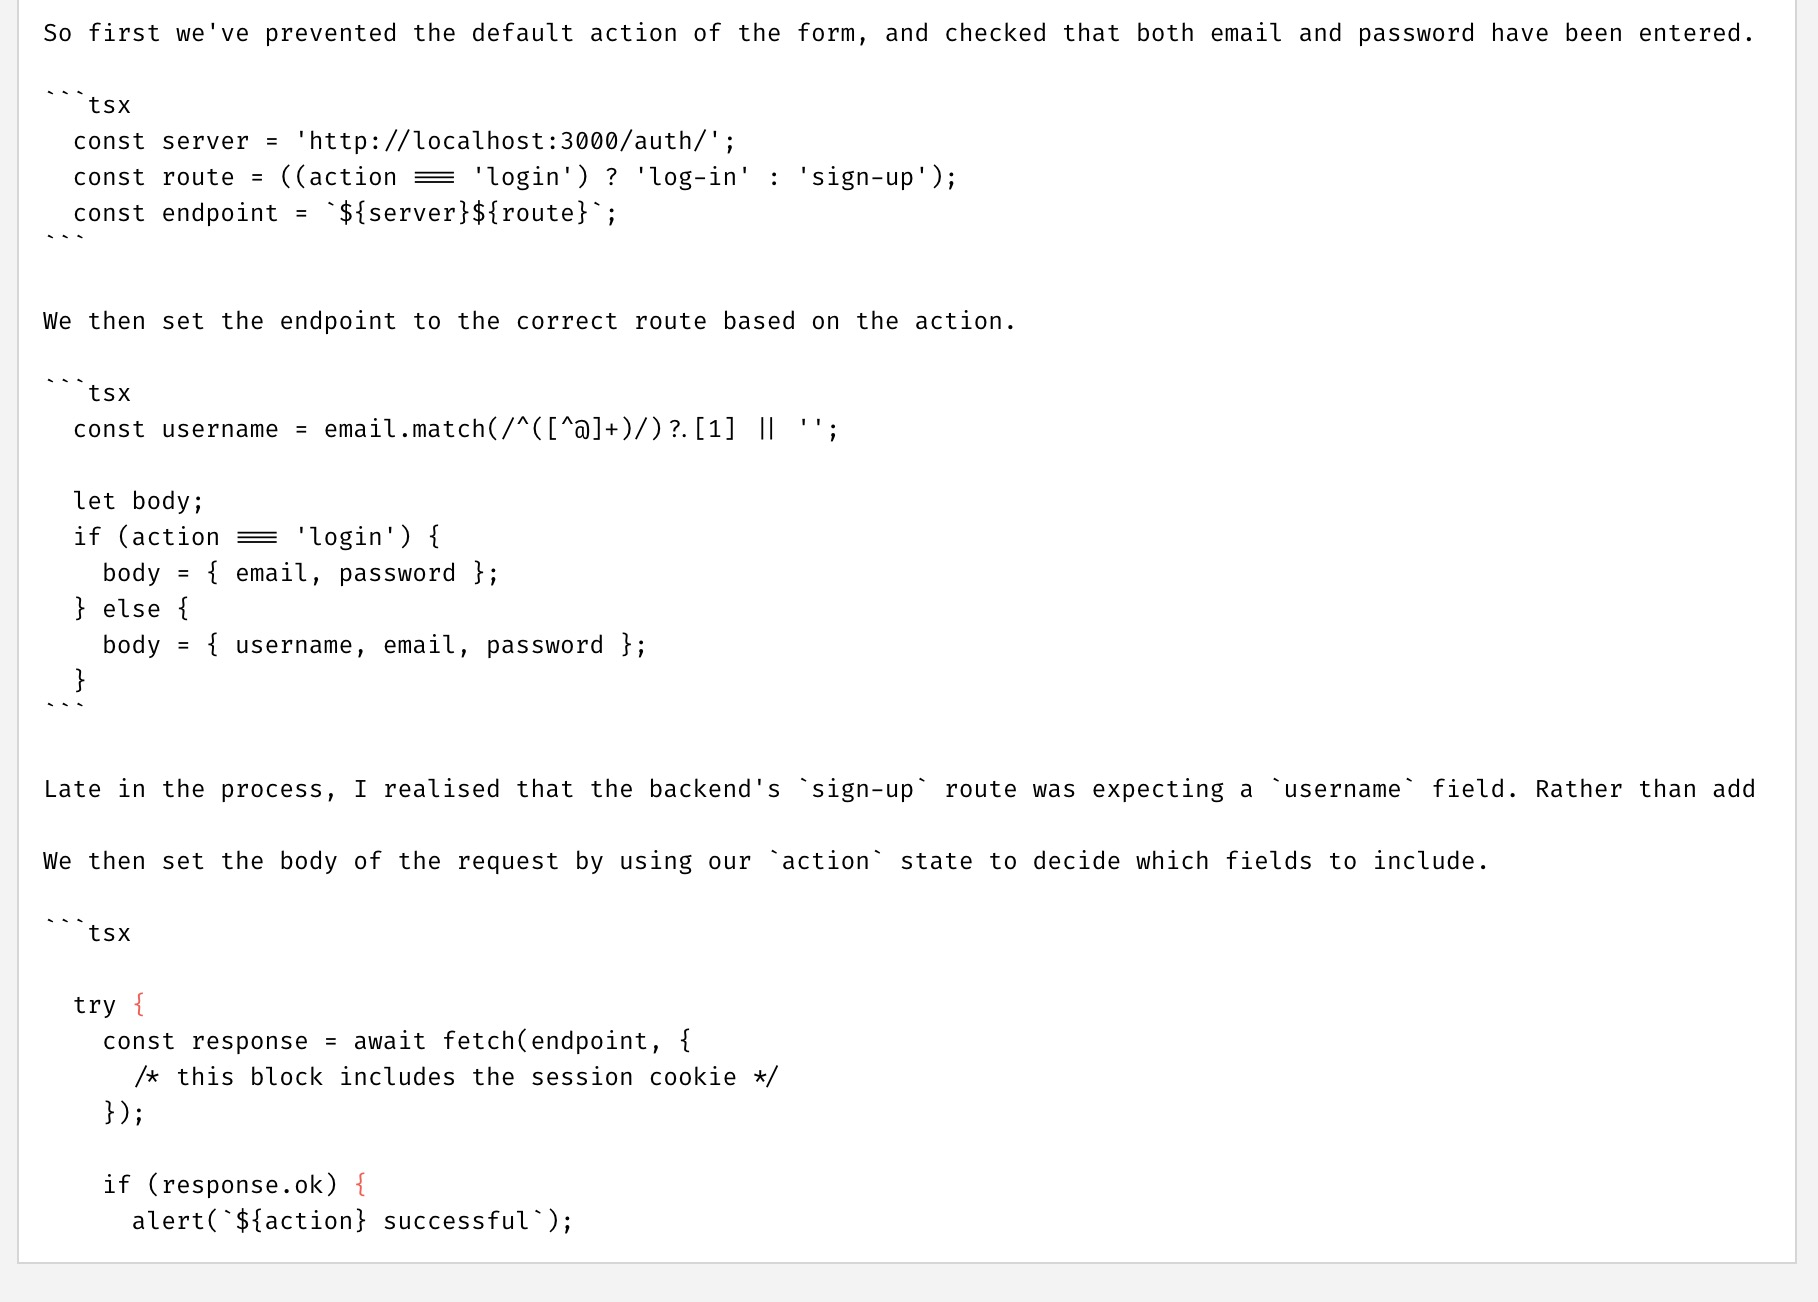 So first we've prevented the default action of the form, and checked that both email and password have been entered.
```tsx
  const server = 'http://localhost:3000/auth/';
  const route = ((action === 'login') ? 'log-in' : 'sign-up');
  const endpoint = `${server}${route}`;
```
We then set the endpoint to the correct route based on the action.
```tsx
  const username = email.match(/^([^@]+)/)?.[1] || '';
  let body;
  if (action === 'login') {
    body = { email, password };
  } else {
    body = { username, email, password };
  }
```
Late in the process, I realised that the backend's `sign-up` route was expecting a `username` field. Rather than add
We then set the body of the request by using our `action` state to decide which fields to include.
```tsx
  try {
    const response = await fetch(endpoint, {
      /* this block includes the session cookie */
    });
    if (response.ok) {
      alert(`${action} successful`);